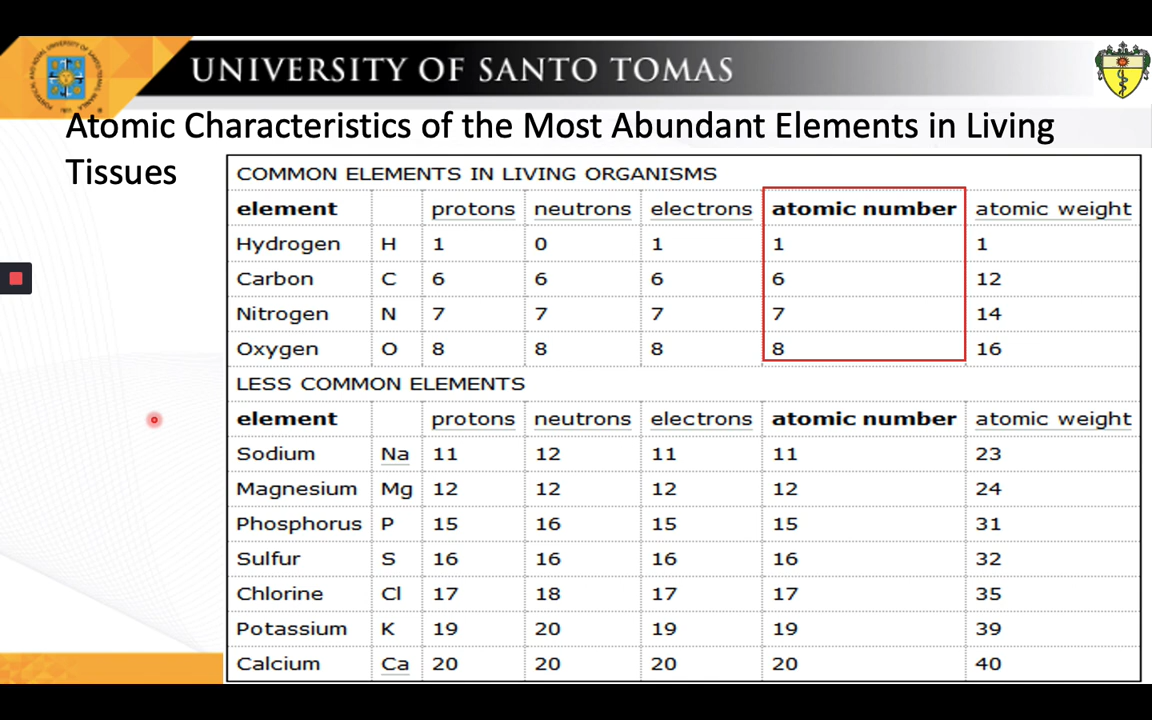 UNIVERSITY OF SANTO TOMAS
Atomic Characteristics of the Most Abundant Elements in Living
Tissues
COMMON ELEMENTS IN LIVING ORGANISMS
element protons neutrons electrons atomic number atomic weight
Hydrogen H 1 0 1 1 1
Carbon C 6 6 6 6 12
Nitrogen N 7 7 7 7 14
Oxygen O 8 8 8 8 16
LESS COMMON ELEMENTS
element protons neutrons electrons atomic number atomic weight
Sodium Na 11 12 11 11 23
Magnesium Mg 12 12 12 12 24
Phosphorus P 15 16 15 15 31
Sulfur S 16 16 16 16 32
Chlorine Cl 17 18 17 17 35
Potassium K 19 20 19 19 39
Calcium Ca 20 20 20 20 40